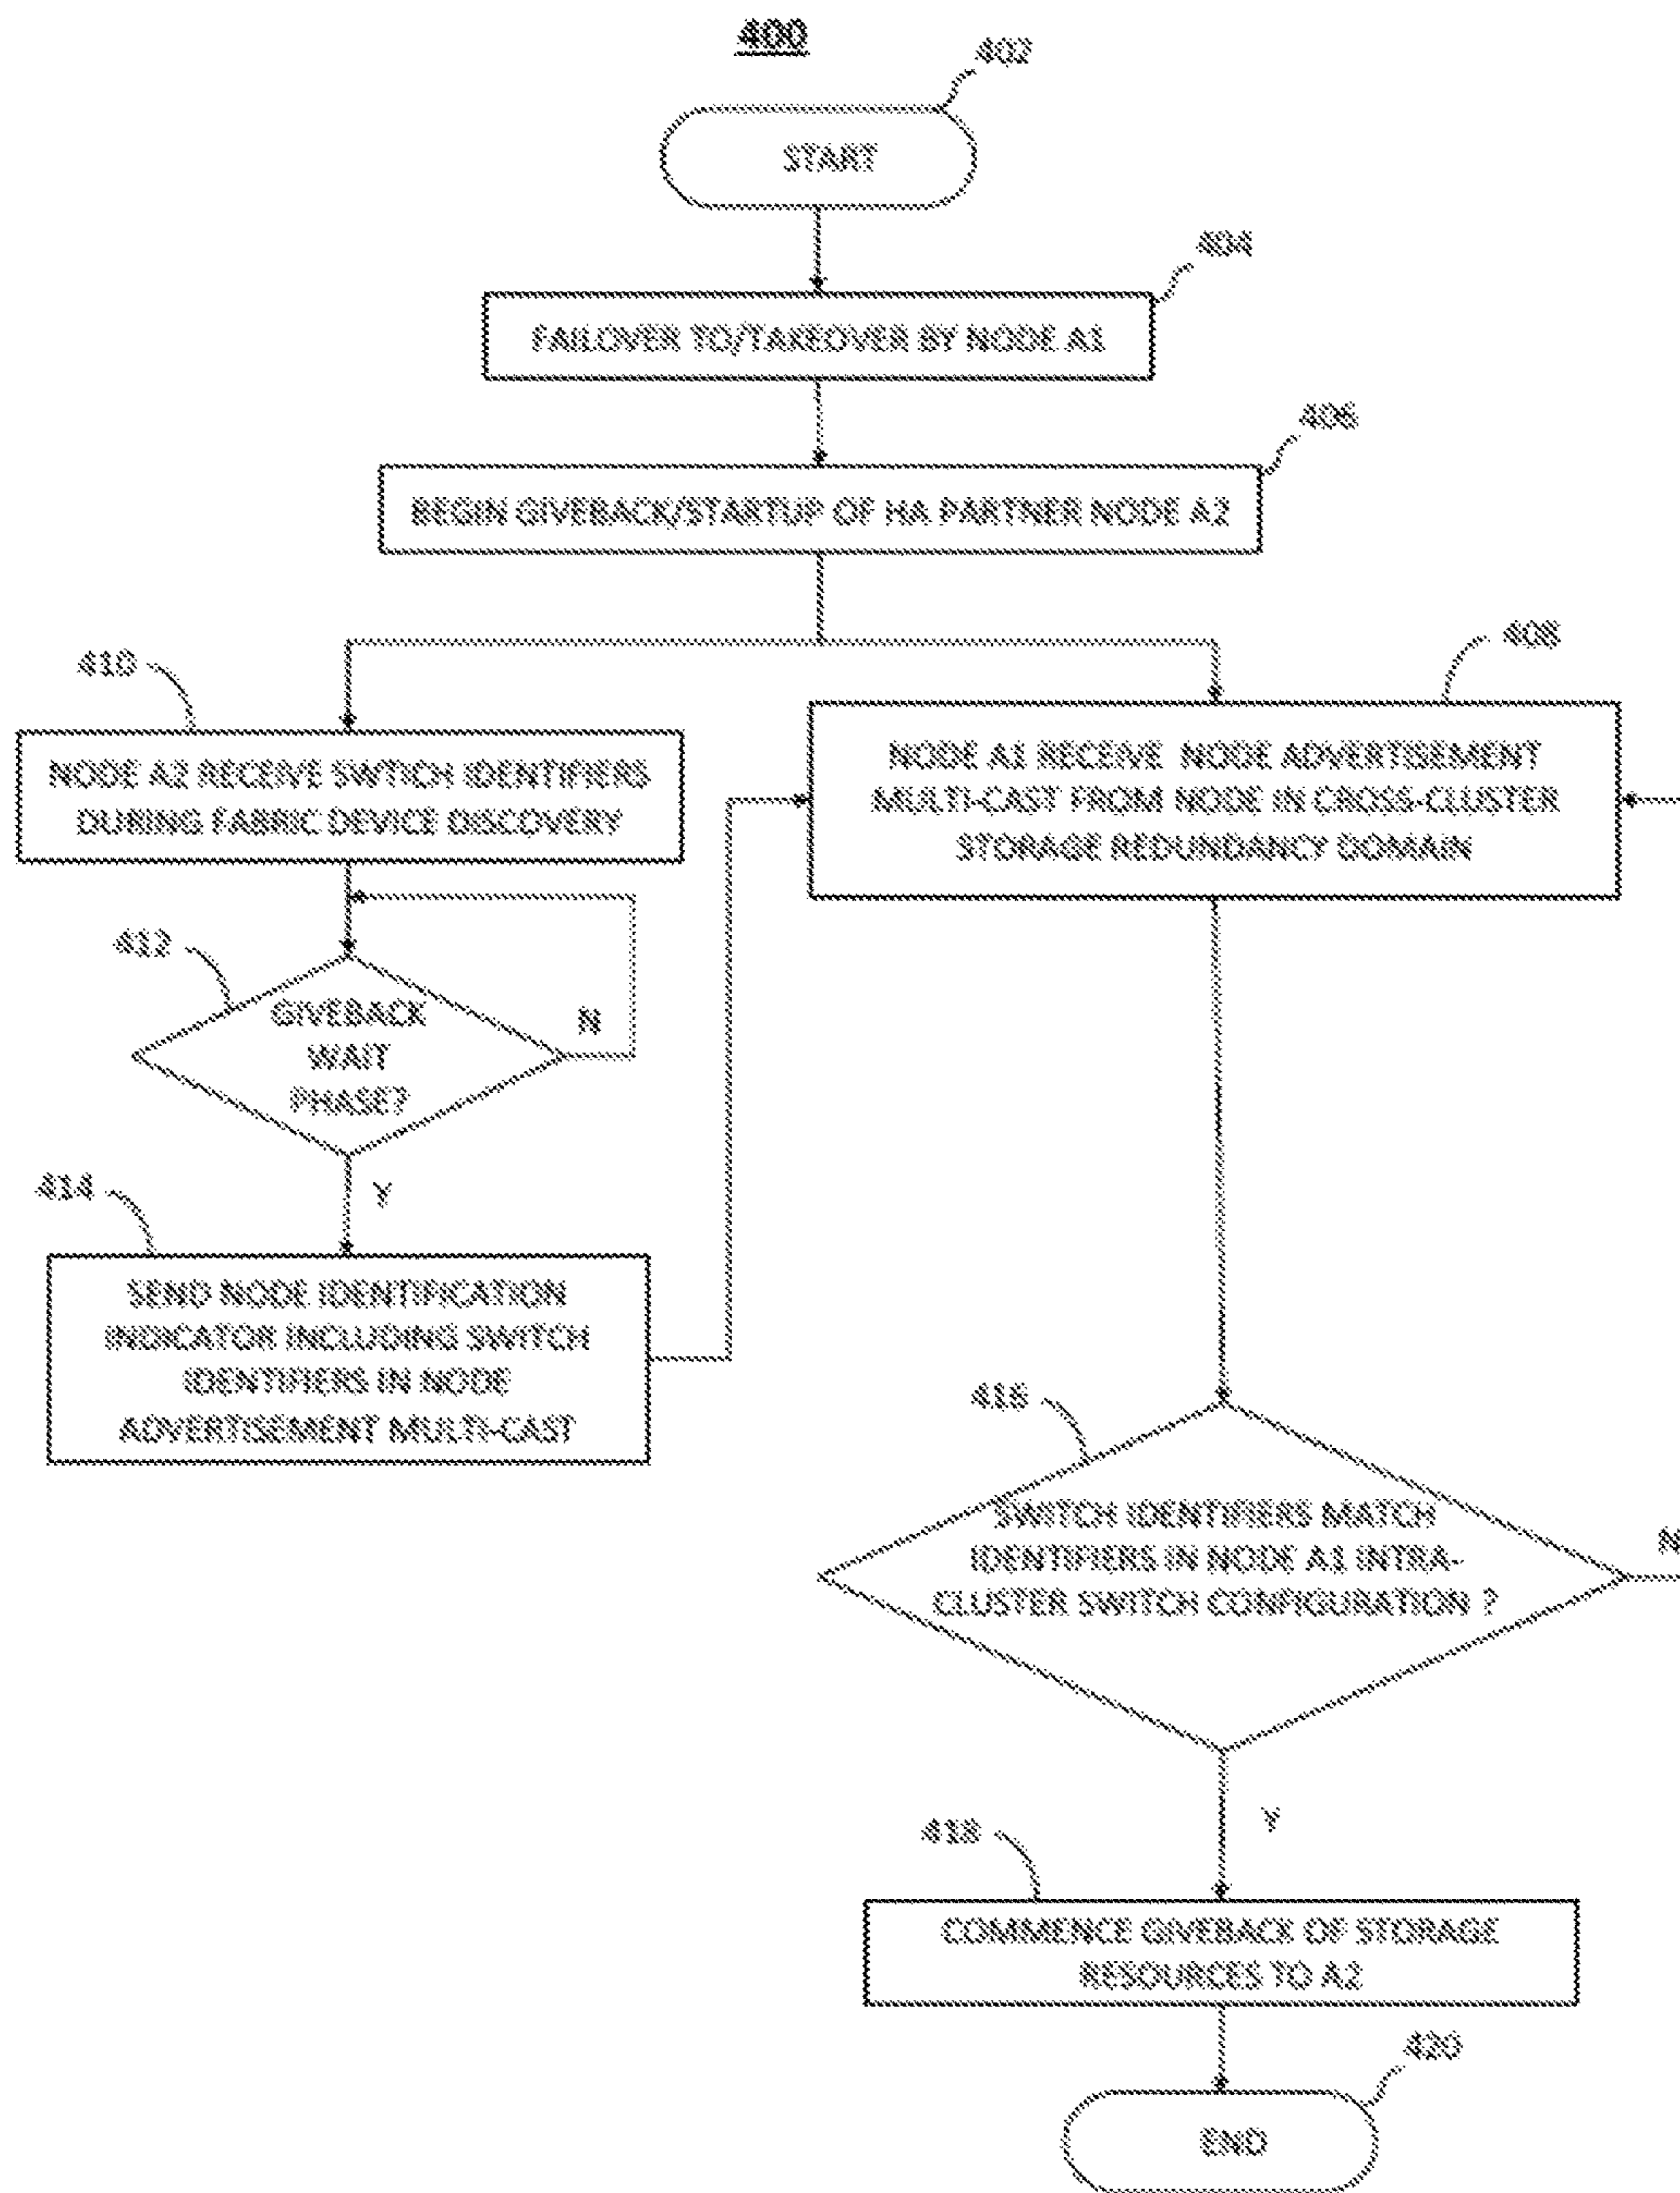 400
402
START
404
FAILOVER TO/TAKEOVER BY NODE A1
406
BEGIN GIVEBACK/STARTUP OF HA PARTNER NODE A2
410
NODE A2 RECEIVE SWTICH IDENTIFIERS
DURING FABRIC DEVICE DISCOVERY
408
NODE A1 RECEIVE NODE ADVERTISEMENT
MULTI-CAST FROM NODE IN CROSS-CLUSTER
STORAGE REDUNDANCY DOMAIN
412
GIVEBACK
WAIT
PHASE?
N
Y
414
SEND NODE IDENTIFICATION
INDICATOR INCLUDING SWITCH
IDENTIFIERS IN NODE
ADVERTISEMENT MULTI-CAST
416
SWITCH IDENTIFIERS MATCH
IDENTIFIERS IN NODE A1 INTRA-
CLUSTER SWITCH CONFIGURATION ?
N
Y
418
COMMENCE GIVEBACK OF STORAGE
RESOURCES TO A2
420
END